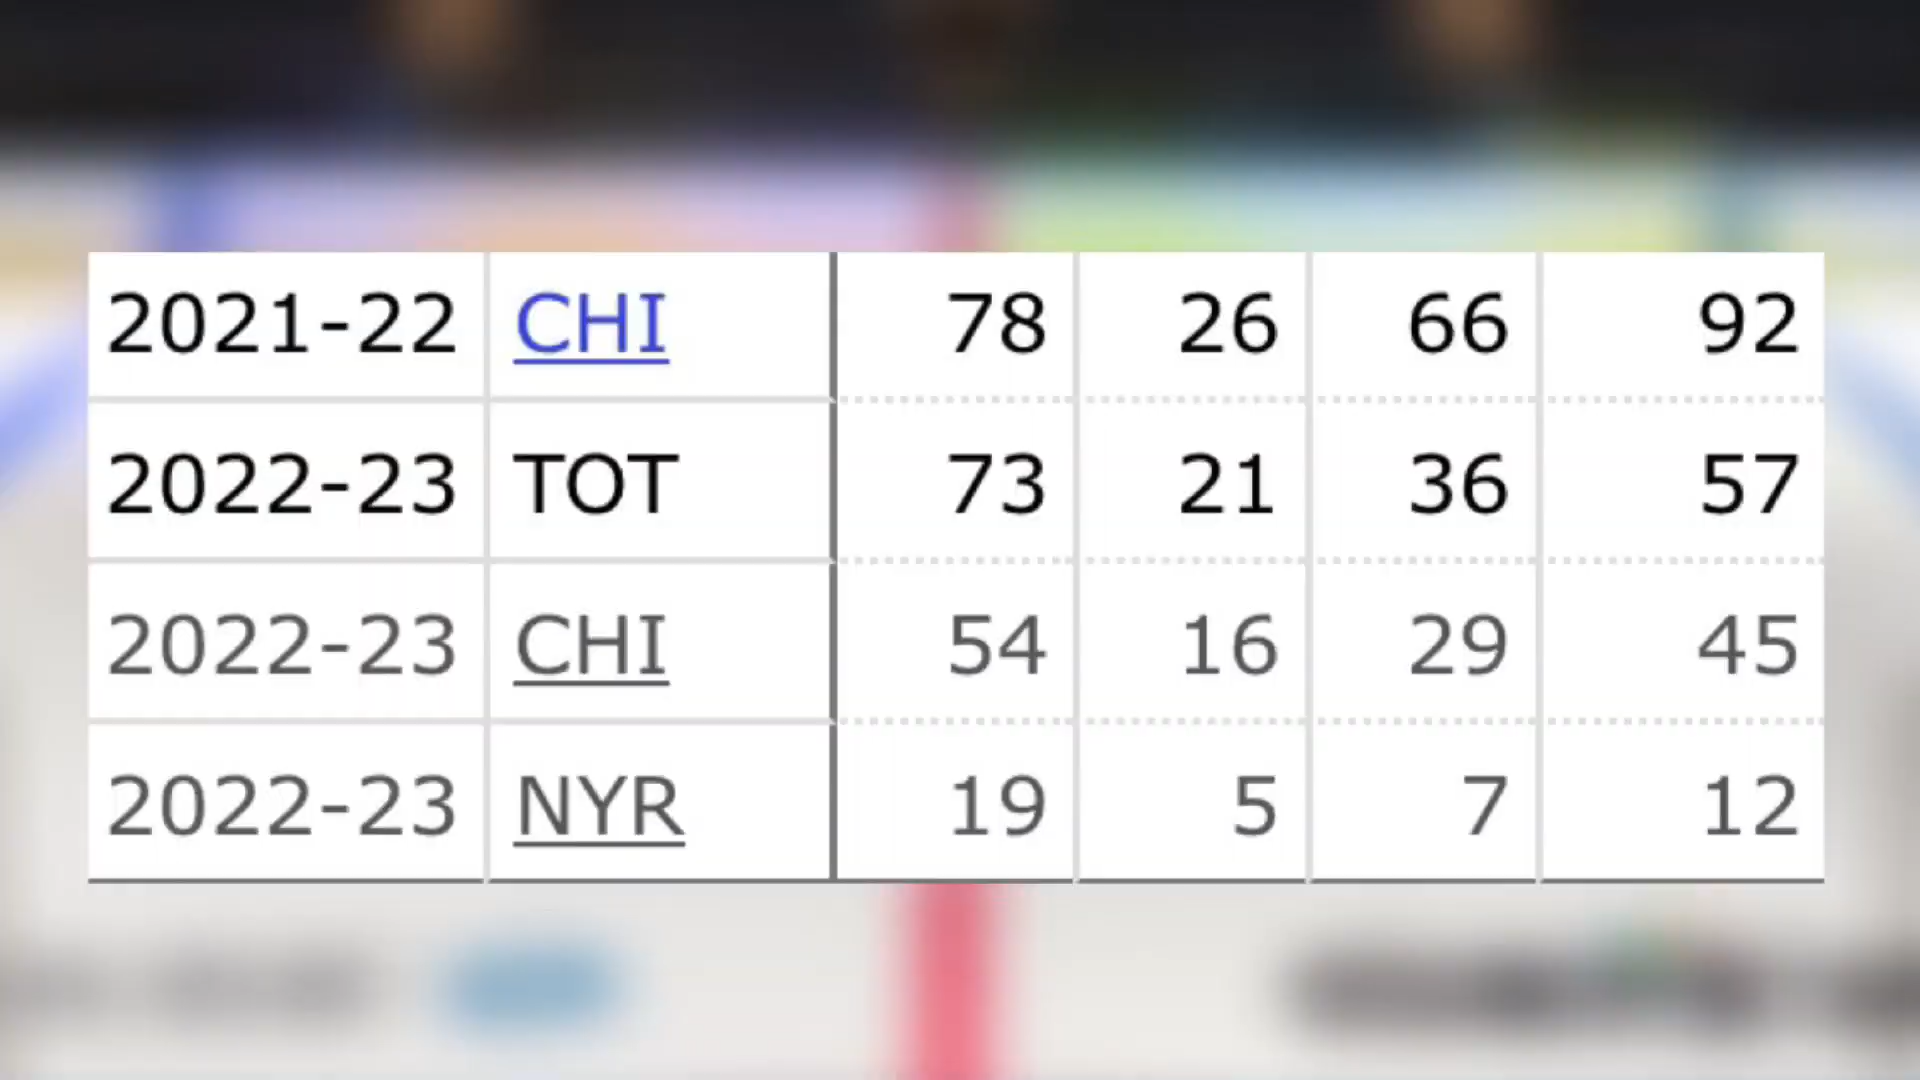 2021-22 CHI 78 26 66 92
2022-23 TOT 73 21 36 57
2022-23 CHI 54 16 29 45
2022-23 NYR 19 5 7 12